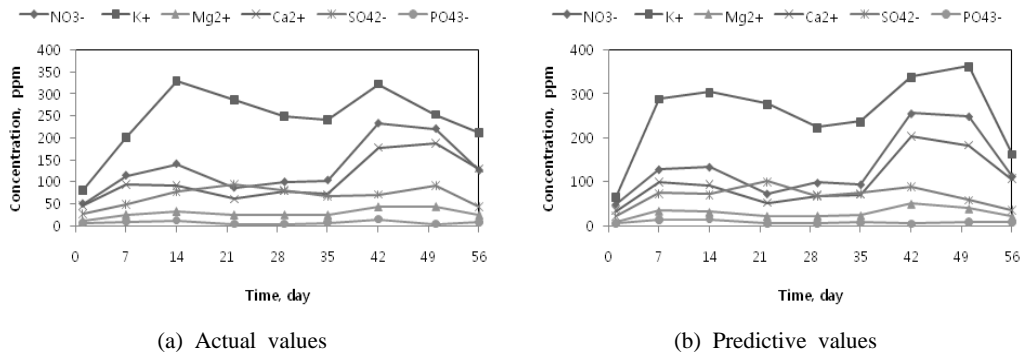 NO3- K+ Mg2+ Ca2+ SO42- PO43-
400
350
300
250
200
150
100
50
0
Concentration, ppm
0 7 14 21 28 35 42 49 56
Time, day
(a) Actual values
NO3- K+ Mg2+ Ca2+ SO42- PO43-
400
350
300
250
200
150
100
50
0
Concentration, ppm
0 7 14 21 28 35 42 49 56
Time, day
(b) Predictive values